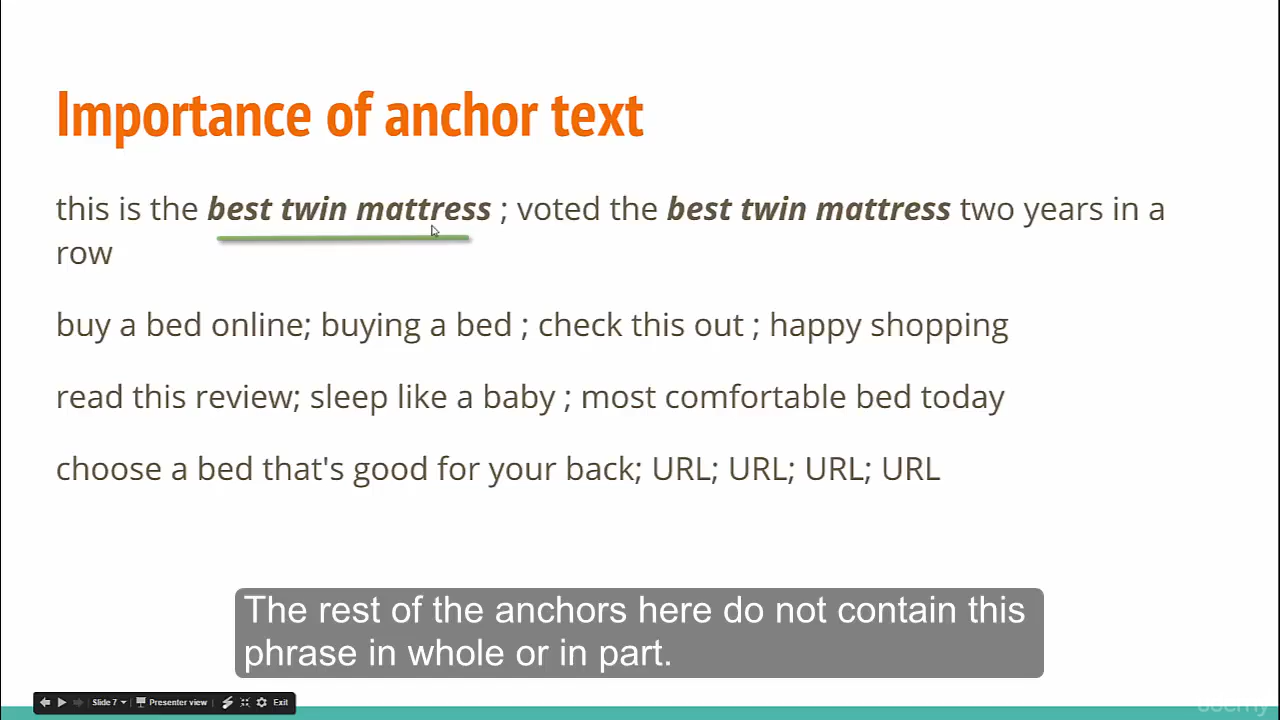 Importance of anchor text
this is the best twin mattress ; voted the best twin mattress two years in a
row
buy a bed online; buying a bed ; check this out ; happy shopping
read this review; sleep like a baby ; most comfortable bed today
choose a bed that's good for your back; URL; URL; URL; URL
The rest of the anchors here do not contain this
phrase in whole or in part.
Slide 7 Presenter view Exit